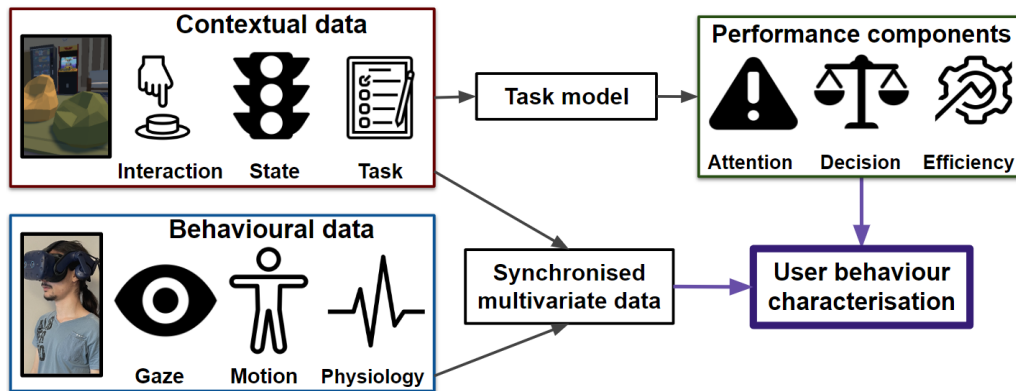 Contextual data
Interaction
State
Task
Task model
Performance components
Attention
Decision
Efficiency
Behavioural data
Gaze
Motion
Physiology
Synchronised
multivariate data
User behaviour
characterisation